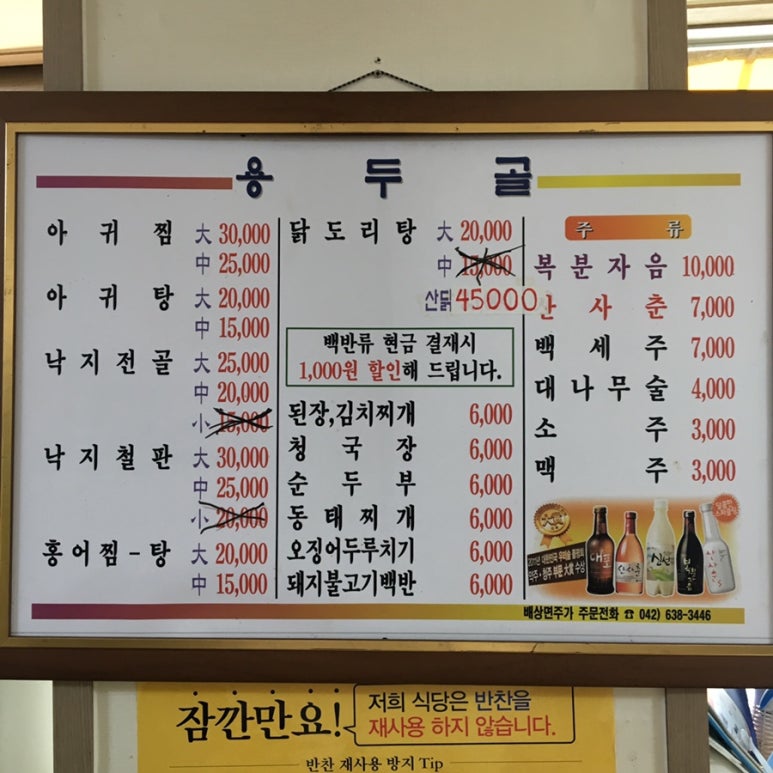 용 두 골
아 귀 찜 大 30,000
中 25,000
아 귀 탕 大 20,000
中 15,000
낙 지 전 골 大 25,000
中 20,000
小 15,000
낙 지 철 판 大 30,000
中 25,000
小 20,000
홍 어 찜 - 탕 大 20,000
中 15,000
닭 도 리 탕 大 20,000
中 15,000
산닭 45000
백반류 현금 결재시
1,000원 할인해 드립니다.
된장,김치찌개 6,000
청 국 장 6,000
순 두 부 6,000
동 태 찌 개 6,000
오징어두루치기 6,000
돼지불고기백반 6,000
주 류
복 분 자 음 10,000
산 사 춘 7,000
백 세 주 7,000
대 나 무 술 4,000
소 주 3,000
맥 주 3,000
대포
산사춘
배상면주가 주문전화 ☎ 042) 638-3446
잠깐만요!
저희 식당은 반찬을
재사용 하지 않습니다.
반찬 재사용 방지 Tip